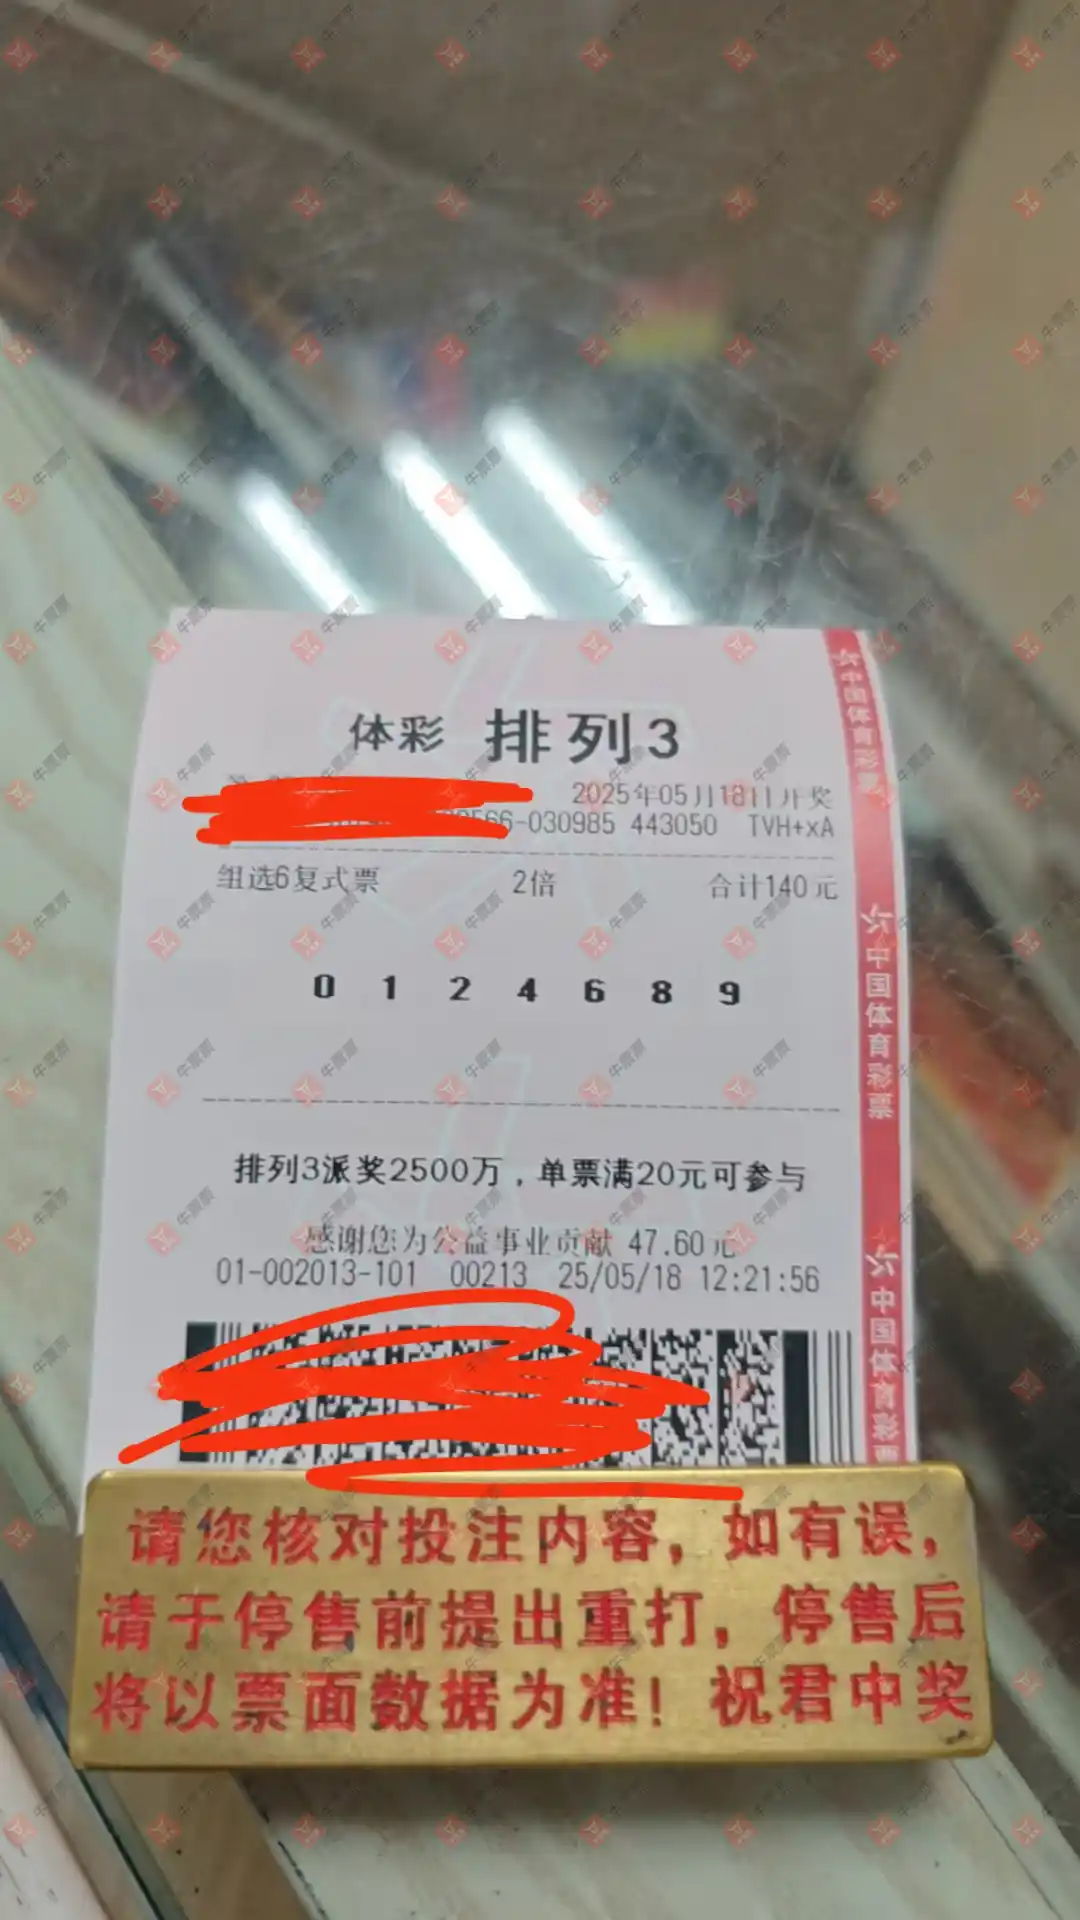 体彩 排列3
2025年05月18日开奖
566-030985 443050 TVH+xA
组选6复式票 2倍 合计140元
0 1 2 4 6 8 9
排列3派奖2500万，单票满20元可参与
感谢您为公益事业贡献 47.60元
01-002013-101 00213 25/05/18 12:21:56
中国体育彩票
中国体育彩票
中国体育彩票
请您核对投注内容，如有误，
请于停售前提出重打，停售后
将以票面数据为准！祝君中奖
牛票票